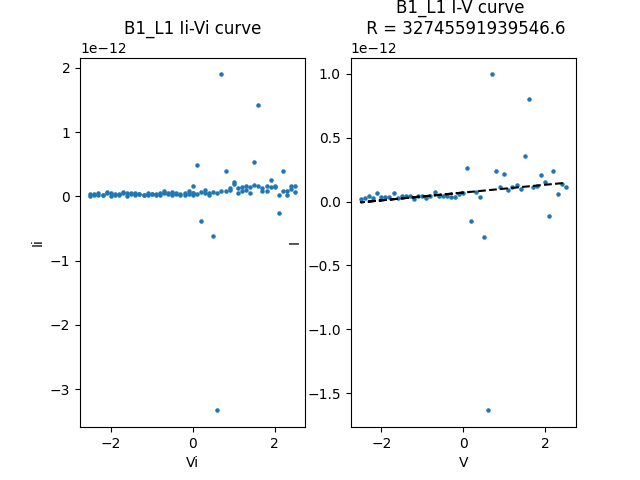 B1_L1 Ii-Vi curve
1e−12
2
1
0
−1
−2
−3
Ii
−2
0
2
Vi
B1_L1 I-V curve
R = 32745591939546.6
1e−12
1.0
0.5
0.0
−0.5
−1.0
−1.5
I
−2
0
2
V